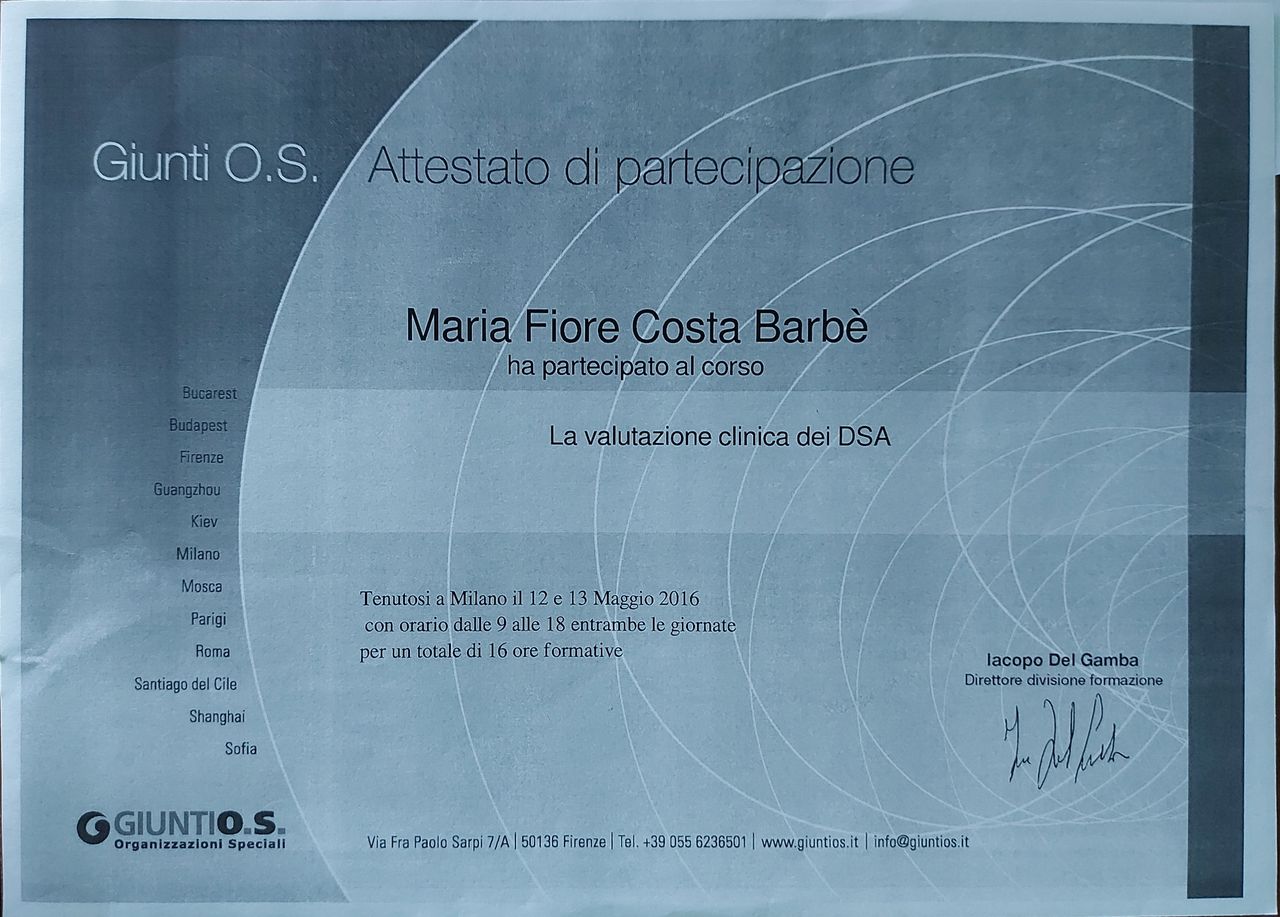 Giunti O.S.
Attestato di partecipazione
Maria Fiore Costa Barbè
ha partecipato al corso
La valutazione clinica dei DSA
Bucarest
Budapest
Firenze
Guangzhou
Kiev
Milano
Mosca
Parigi
Roma
Santiago del Cile
Shanghai
Sofia
Tenutosi a Milano il 12 e 13 Maggio 2016
con orario dalle 9 alle 18 entrambe le giornate
per un totale di 16 ore formative
Iacopo Del Gamba
Direttore divisione formazione
GIUNTIO.S.
Organizzazioni Speciali
Via Fra Paolo Sarpi 7/A | 50136 Firenze | Tel. +39 055 6236501 | www.giuntios.it | info@giuntios.it